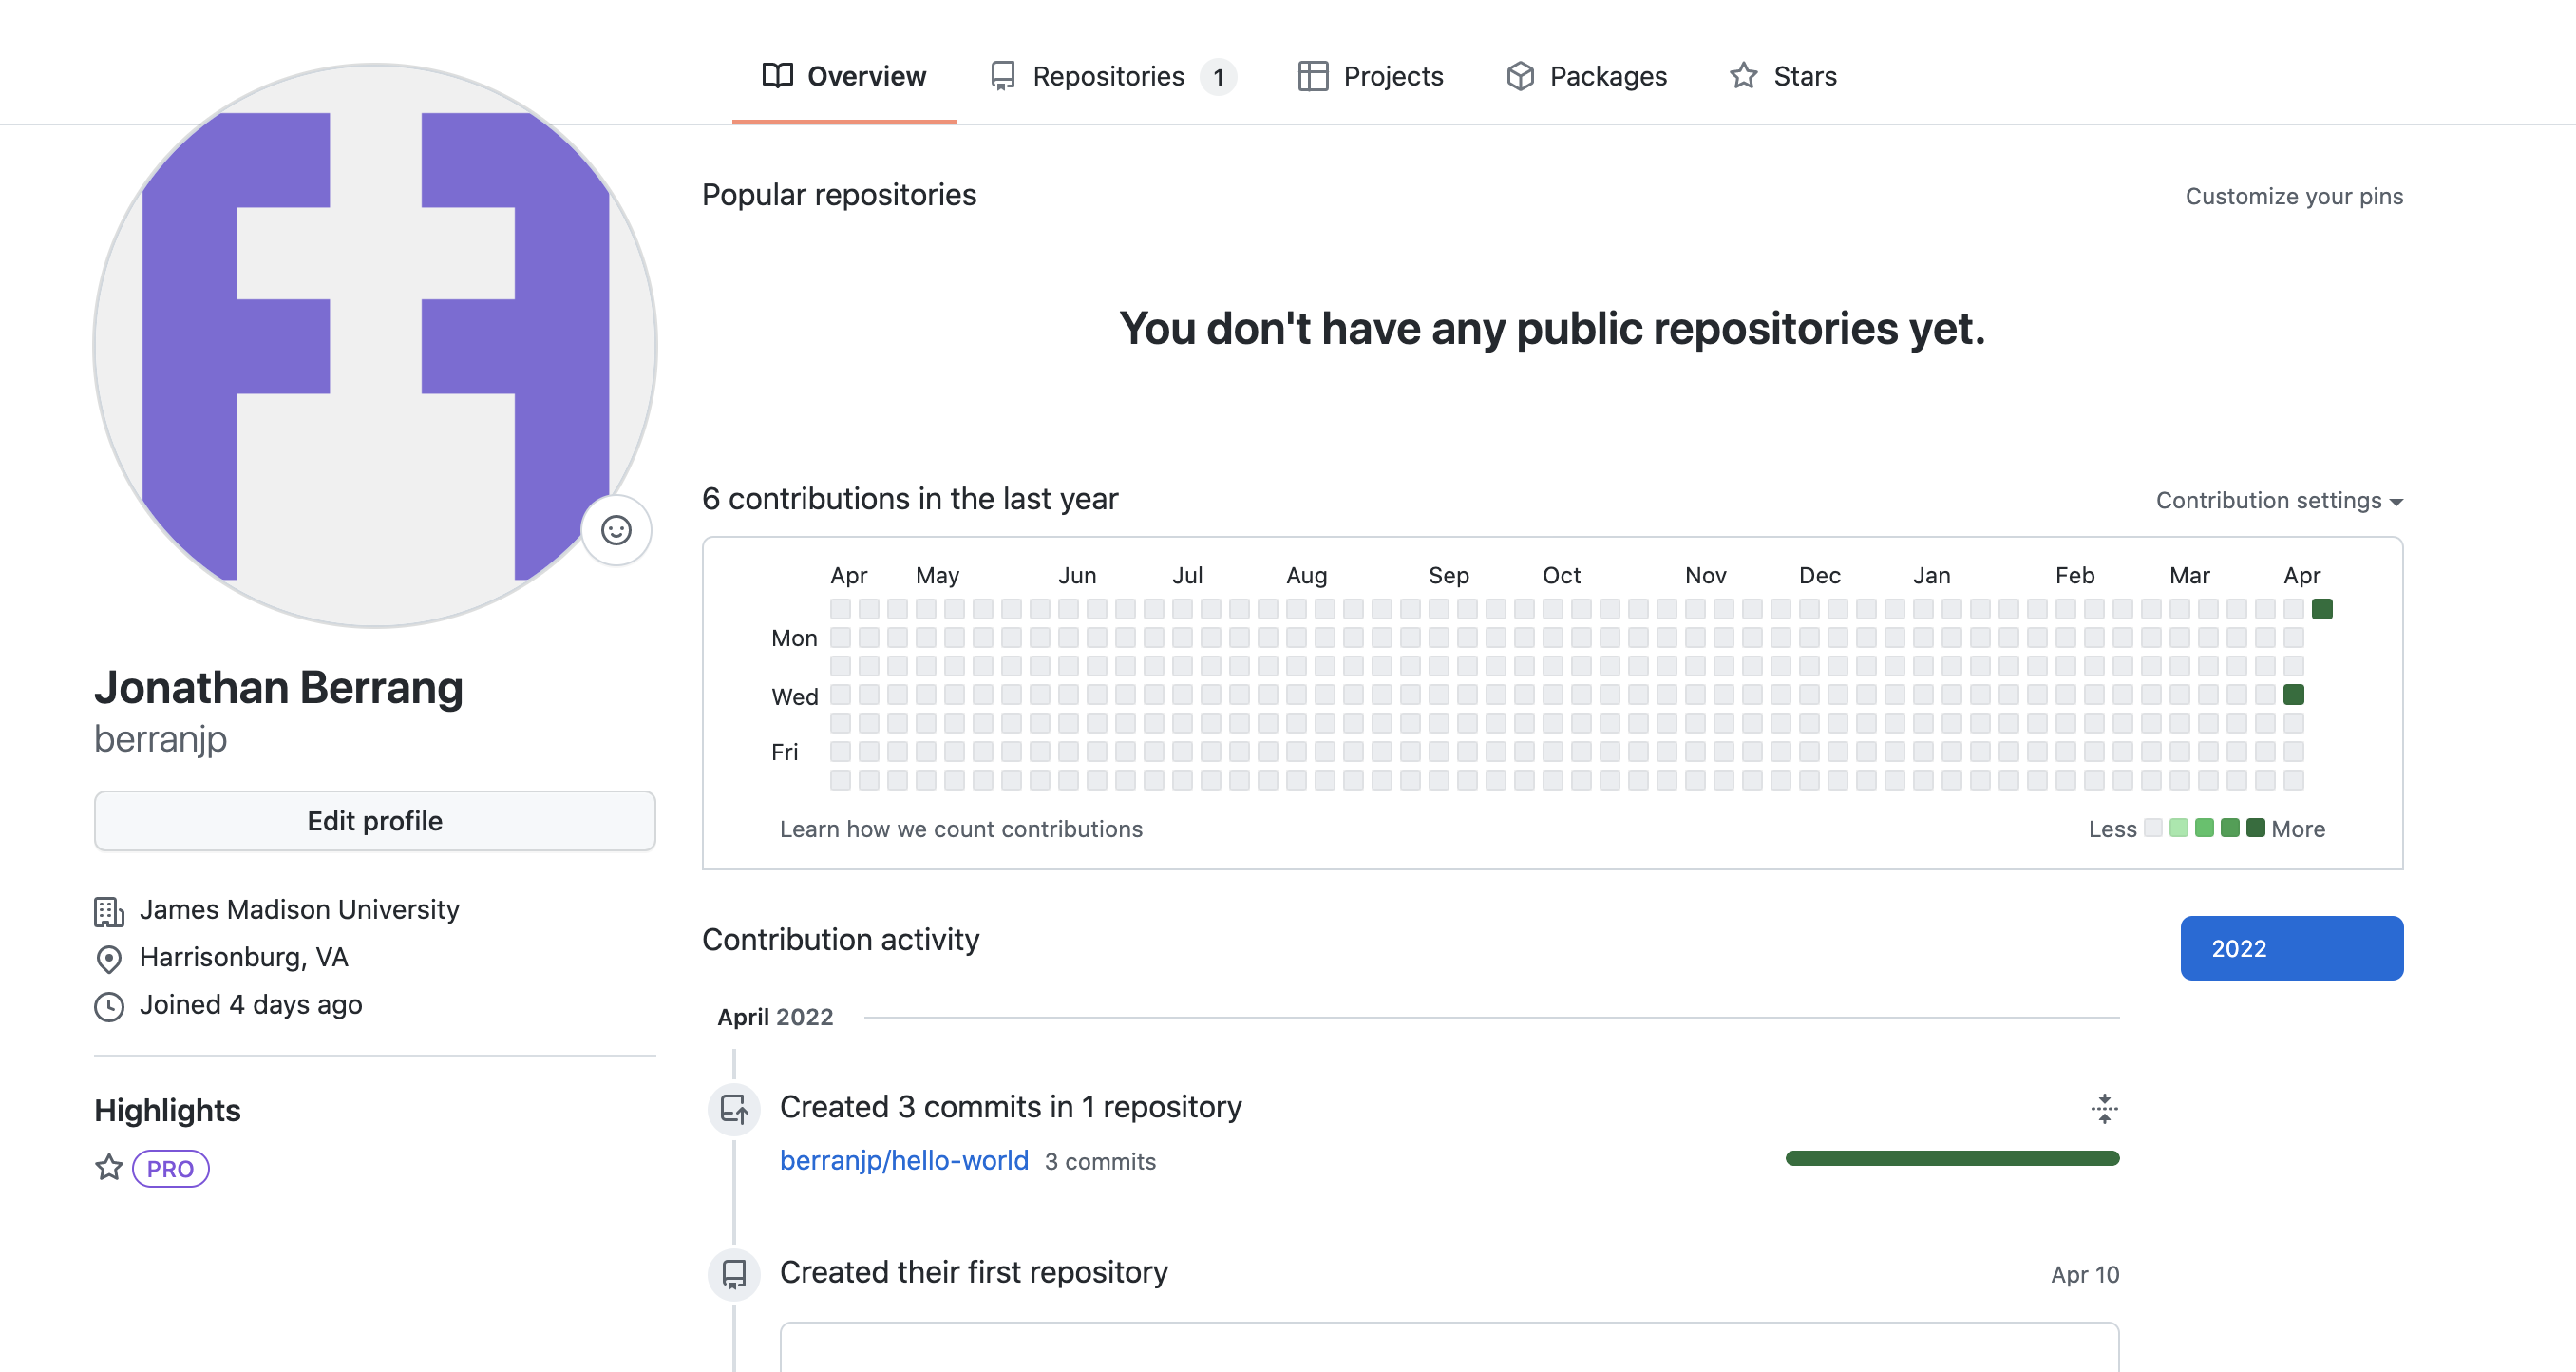 Overview Repositories 1 Projects Packages Stars
Popular repositories Customize your pins
You don't have any public repositories yet.
6 contributions in the last year Contribution settings
Apr May Jun Jul Aug Sep Oct Nov Dec Jan Feb Mar Apr
Mon
Wed
Fri
Learn how we count contributions Less More
Jonathan Berrang
berranjp
Edit profile
James Madison University
Harrisonburg, VA
Joined 4 days ago
Highlights
PRO
Contribution activity 2022
April 2022
Created 3 commits in 1 repository
berranjp/hello-world 3 commits
Created their first repository Apr 10